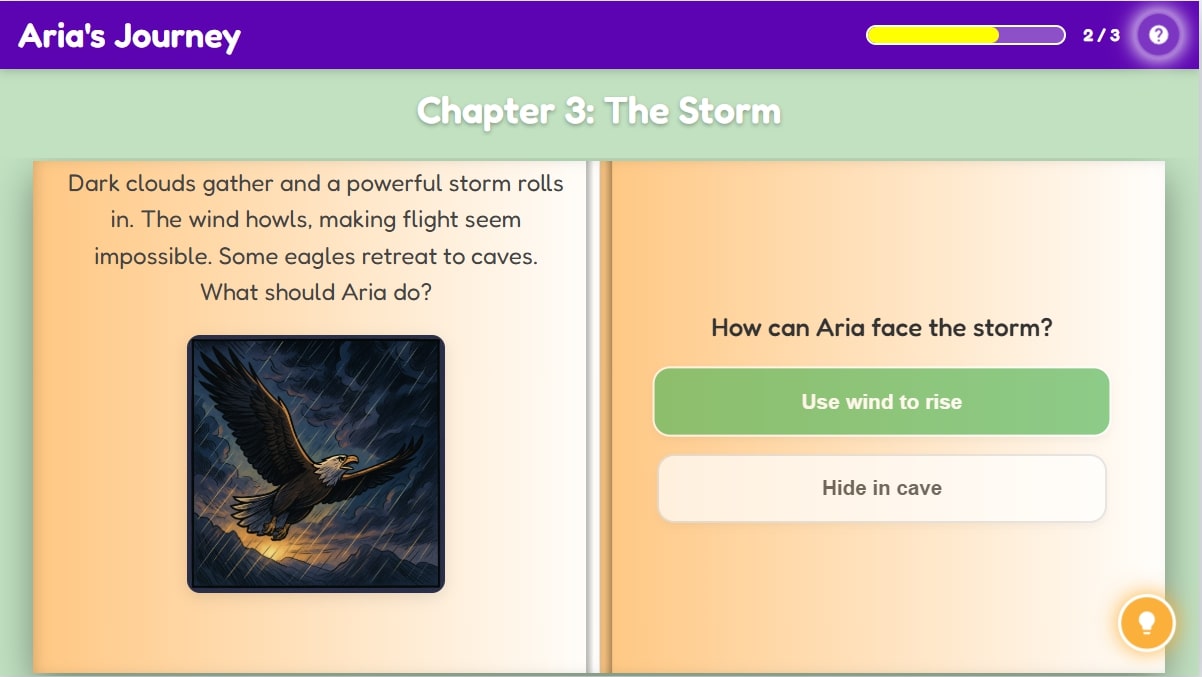 Aria's Journey
2 / 3
?
Chapter 3: The Storm
Dark clouds gather and a powerful storm rolls
in. The wind howls, making flight seem
impossible. Some eagles retreat to caves.
What should Aria do?
How can Aria face the storm?
Use wind to rise
Hide in cave